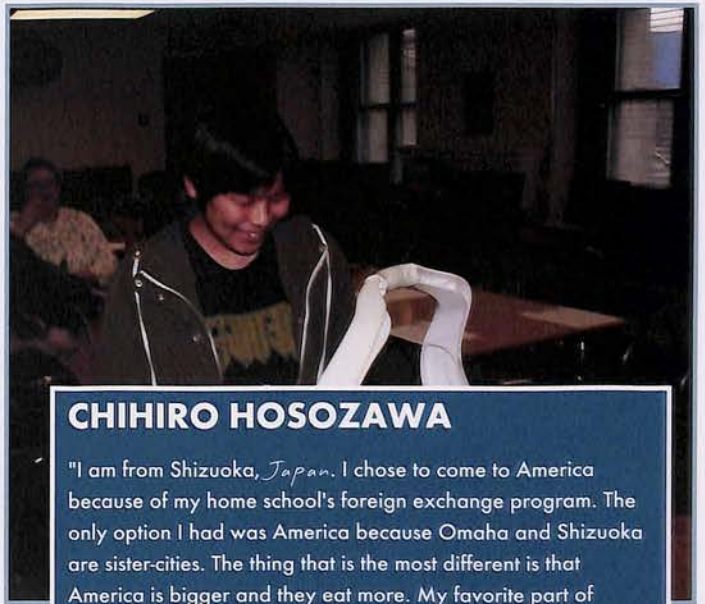 CHIHIRO HOSOZAWA
"I am from Shizuoka, Japan. I chose to come to America
because of my home school's foreign exchange program. The
only option I had was America because Omaha and Shizuoka
are sister-cities. The thing that is the most different is that
America is bigger and they eat more. My favorite part of